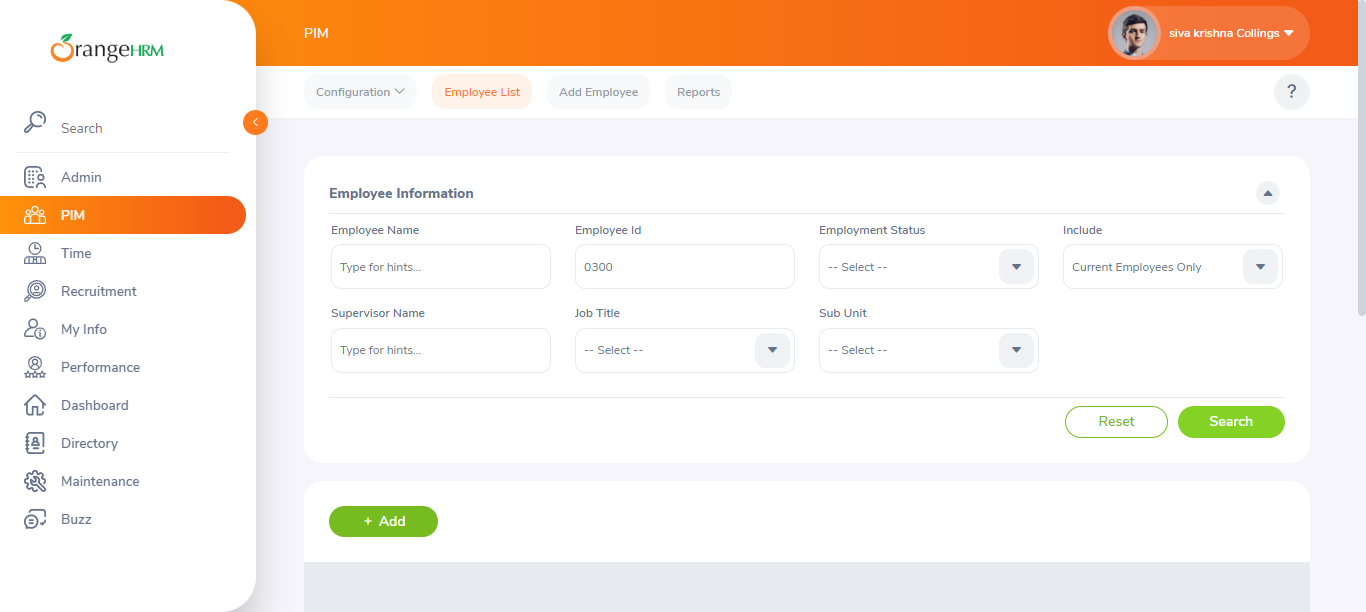 OrangeHRM
Search
Admin
PIM
Time
Recruitment
My Info
Performance
Dashboard
Directory
Maintenance
Buzz
PIM
siva krishna Collings
Configuration
Employee List
Add Employee
Reports
?
Employee Information
Employee Name
Employee Id
Employment Status
Include
Type for hints...
0300
-- Select --
Current Employees Only
Supervisor Name
Job Title
Sub Unit
Type for hints...
-- Select --
-- Select --
Reset
Search
+ Add